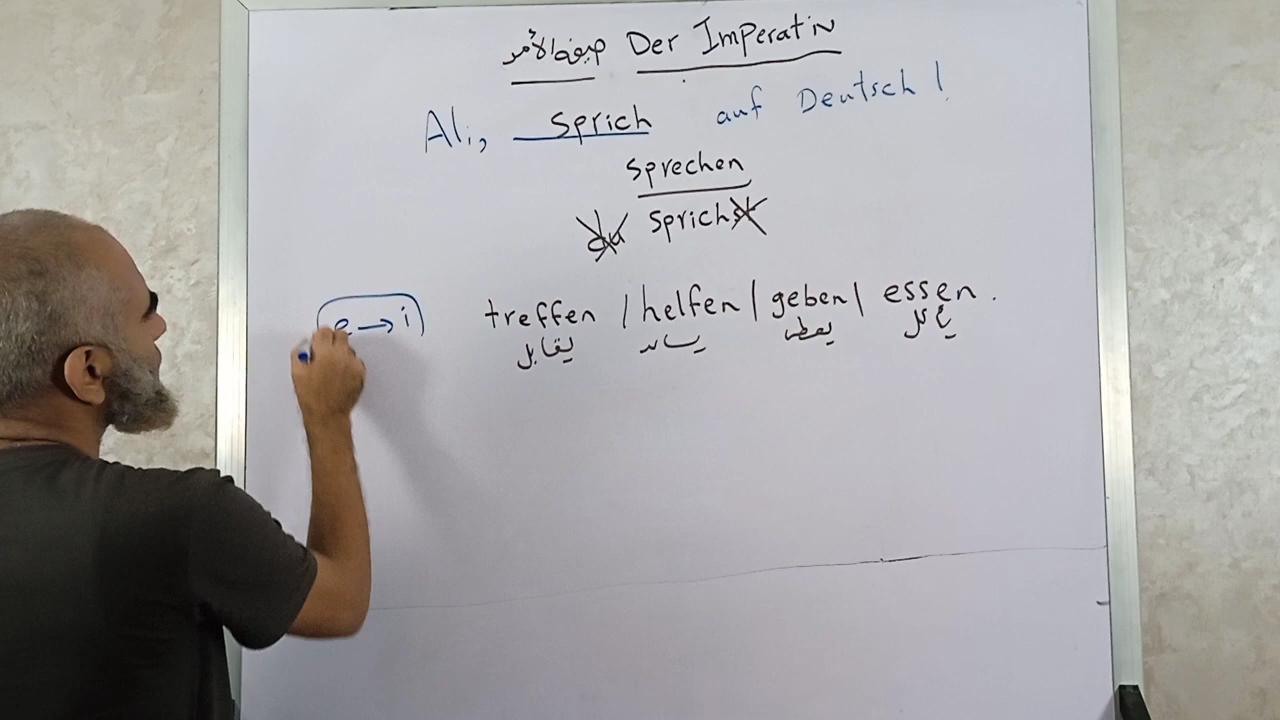 صيغة الأمر Der Imperativ
Ali, sprich auf Deutsch!
sprechen
du sprichst
e → i treffen / helfen / geben / essen.
يقابل يساعد يعطي يأكل